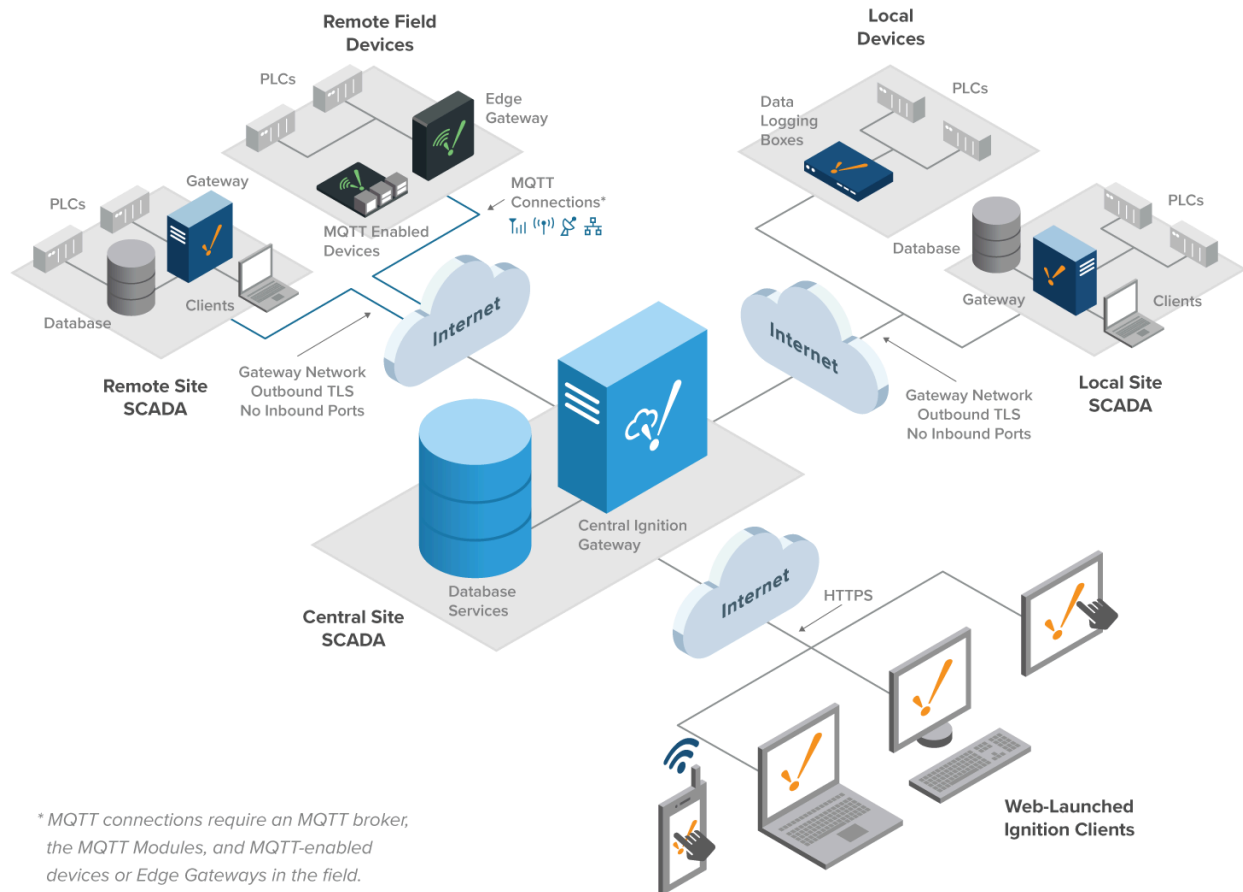 Remote Field
Devices
Local
Devices
PLCs
Edge
Gateway
PLCs
Data
Logging
Boxes
Gateway
PLCs
MQTT
Connections*
MQTT Enabled
Devices
PLCs
Database
Gateway
Clients
Clients
Database
Internet
Internet
Remote Site
SCADA
Gateway Network
Outbound TLS
No Inbound Ports
Gateway Network
Outbound TLS
No Inbound Ports
Local Site
SCADA
Central Ignition
Gateway
Database
Services
Central Site
SCADA
Internet
HTTPS
Web-Launched
Ignition Clients
* MQTT connections require an MQTT broker,
the MQTT Modules, and MQTT-enabled
devices or Edge Gateways in the field.